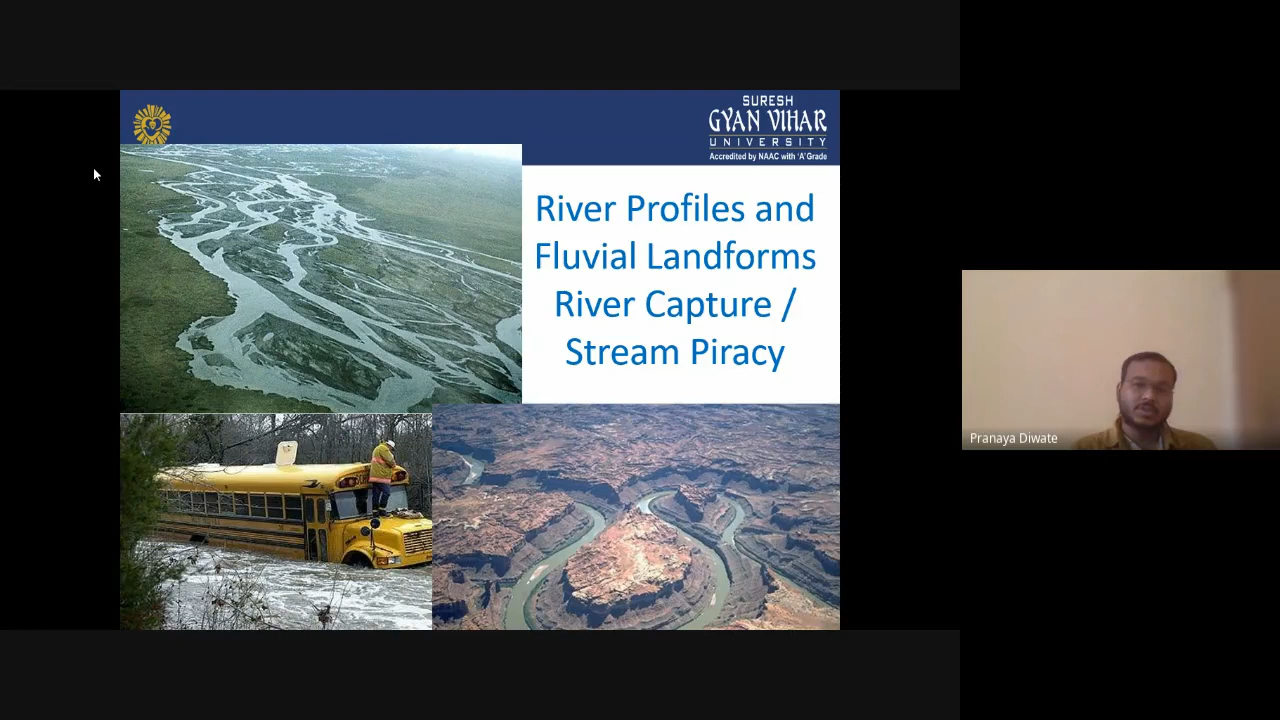 SURESH
GYAN VIHAR
UNIVERSITY
Accredited by NAAC with 'A' Grade
River Profiles and
Fluvial Landforms
River Capture /
Stream Piracy
Pranaya Diwate